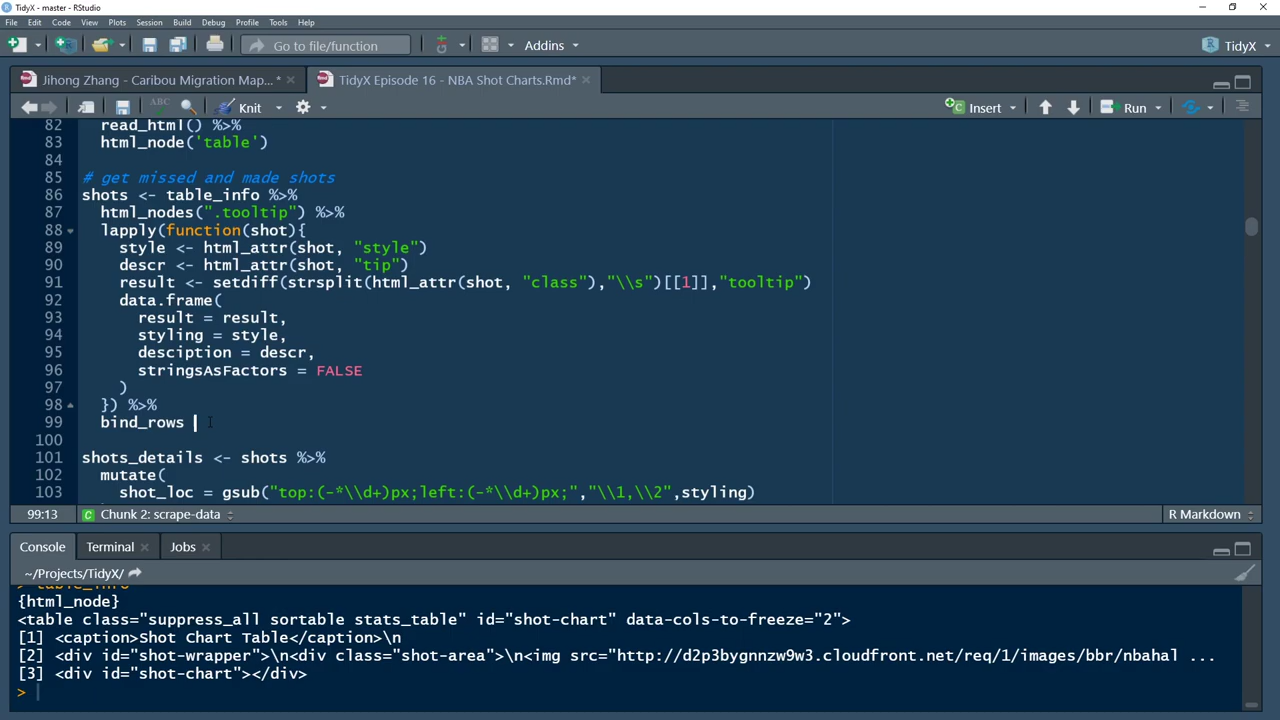 TidyX - master - RStudio
File Edit Code View Plots Session Build Debug Profile Tools Help
Go to file/function Addins TidyX
Jihong Zhang - Caribou Migration Map...* TidyX Episode 16 - NBA Shot Charts.Rmd*
ABC Knit Insert Run
82 read_html() %>%
83 html_node('table')
84
85 # get missed and made shots
86 shots <- table_info %>%
87 html_nodes(".tooltip") %>%
88 lapply(function(shot){
89 style <- html_attr(shot, "style")
90 descr <- html_attr(shot, "tip")
91 result <- setdiff(strsplit(html_attr(shot, "class"),"\\s")[[1]],"tooltip")
92 data.frame(
93 result = result,
94 styling = style,
95 desciption = descr,
96 stringsAsFactors = FALSE
97 )
98 }) %>%
99 bind_rows
100
101 shots_details <- shots %>%
102 mutate(
103 shot_loc = gsub("top:(-*\\d+)px;left:(-*\\d+)px;","\\1,\\2",styling)
99:13 Chunk 2: scrape-data R Markdown
Console Terminal Jobs
~/Projects/TidyX/
> table_info
{html_node}
<table class="suppress_all sortable stats_table" id="shot-chart" data-cols-to-freeze="2">
[1] <caption>Shot Chart Table</caption>\n
[2] <div id="shot-wrapper">\n<div class="shot-area">\n<img src="http://d2p3bygnnzw9w3.cloudfront.net/req/1/images/bbr/nbahal ...
[3] <div id="shot-chart"></div>
>